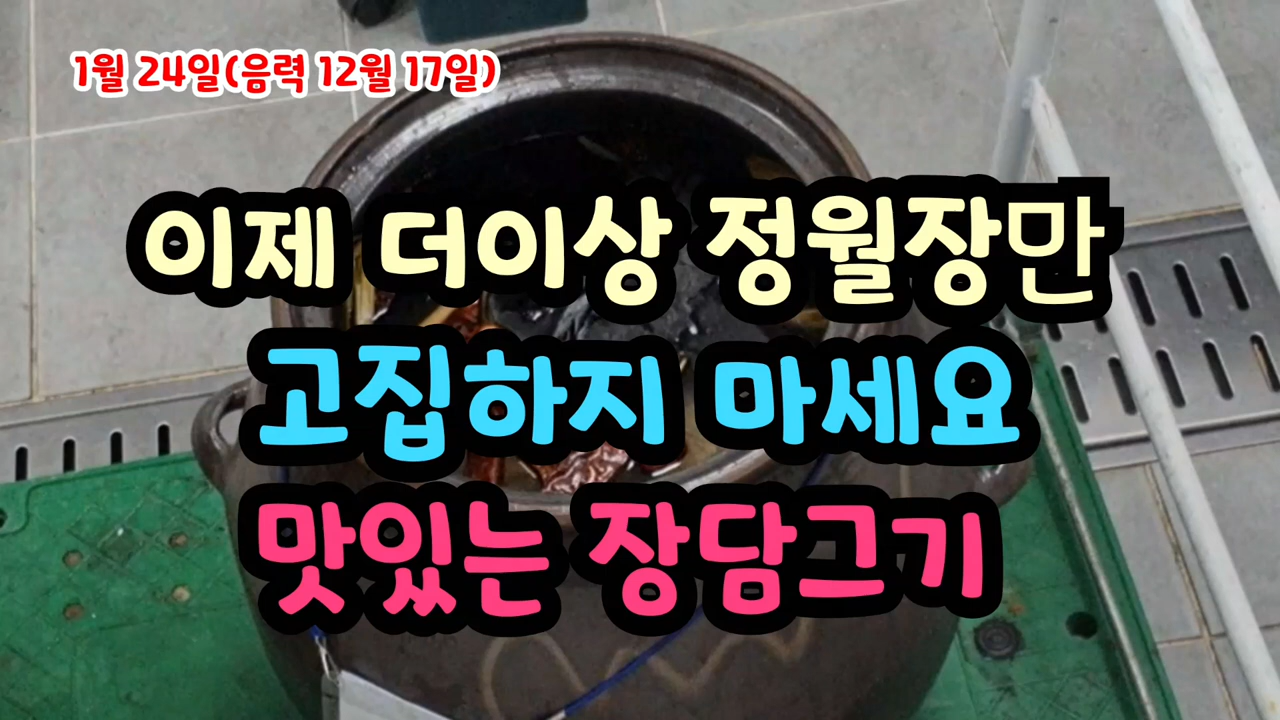 1월 24일(음력 12월 17일)
이제 더이상 정월장만
고집하지 마세요
맛있는 장담그기